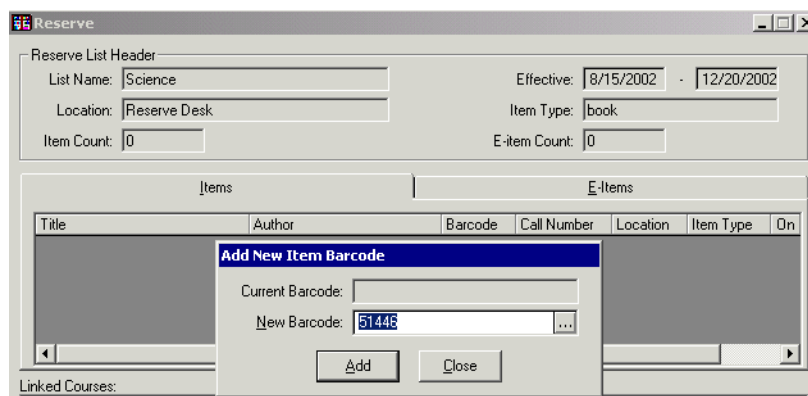 Reserve
Reserve List Header
List Name: Science Effective: 8/15/2002 - 12/20/2002
Location: Reserve Desk Item Type: book
Item Count: 0 E-item Count: 0
Items E-Items
Title Author Barcode Call Number Location Item Type On
Add New Item Barcode
Current Barcode:
New Barcode: 51446 ...
Add Close
Linked Courses: